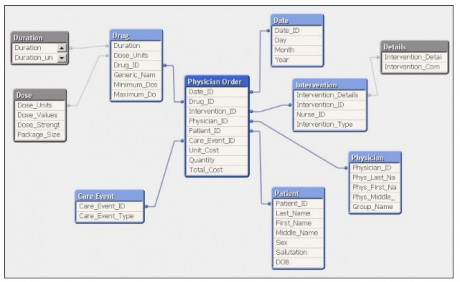 Duration
Duration
Duration_un
Dose
Dose_Units
Dose_Values
Dose_Strengt
Package_Size
Drug
Duration
Dose_Units
Drug_ID
Generic_Nam
Minimum_Dos
Maximum_Do
Care Event
Care_Event_ID
Care_Event_Type
Physician Order
Date_ID
Drug_ID
Intervention_ID
Physician_ID
Patient_ID
Care_Event_ID
Unit_Cost
Quantity
Total_Cost
Date
Date_ID
Day
Month
Year
Intervention
Intervention_Details
Intervention_ID
Nurse_ID
Intervention_Type
Details
Intervention_Detai
Intervention_Com
Physician
Physician_ID
Phys_Last_Na
Phys_First_Na
Phys_Middle_
Group_Name
Patient
Patient_ID
Last_Name
First_Name
Middle_Name
Sex
Salutation
DOB